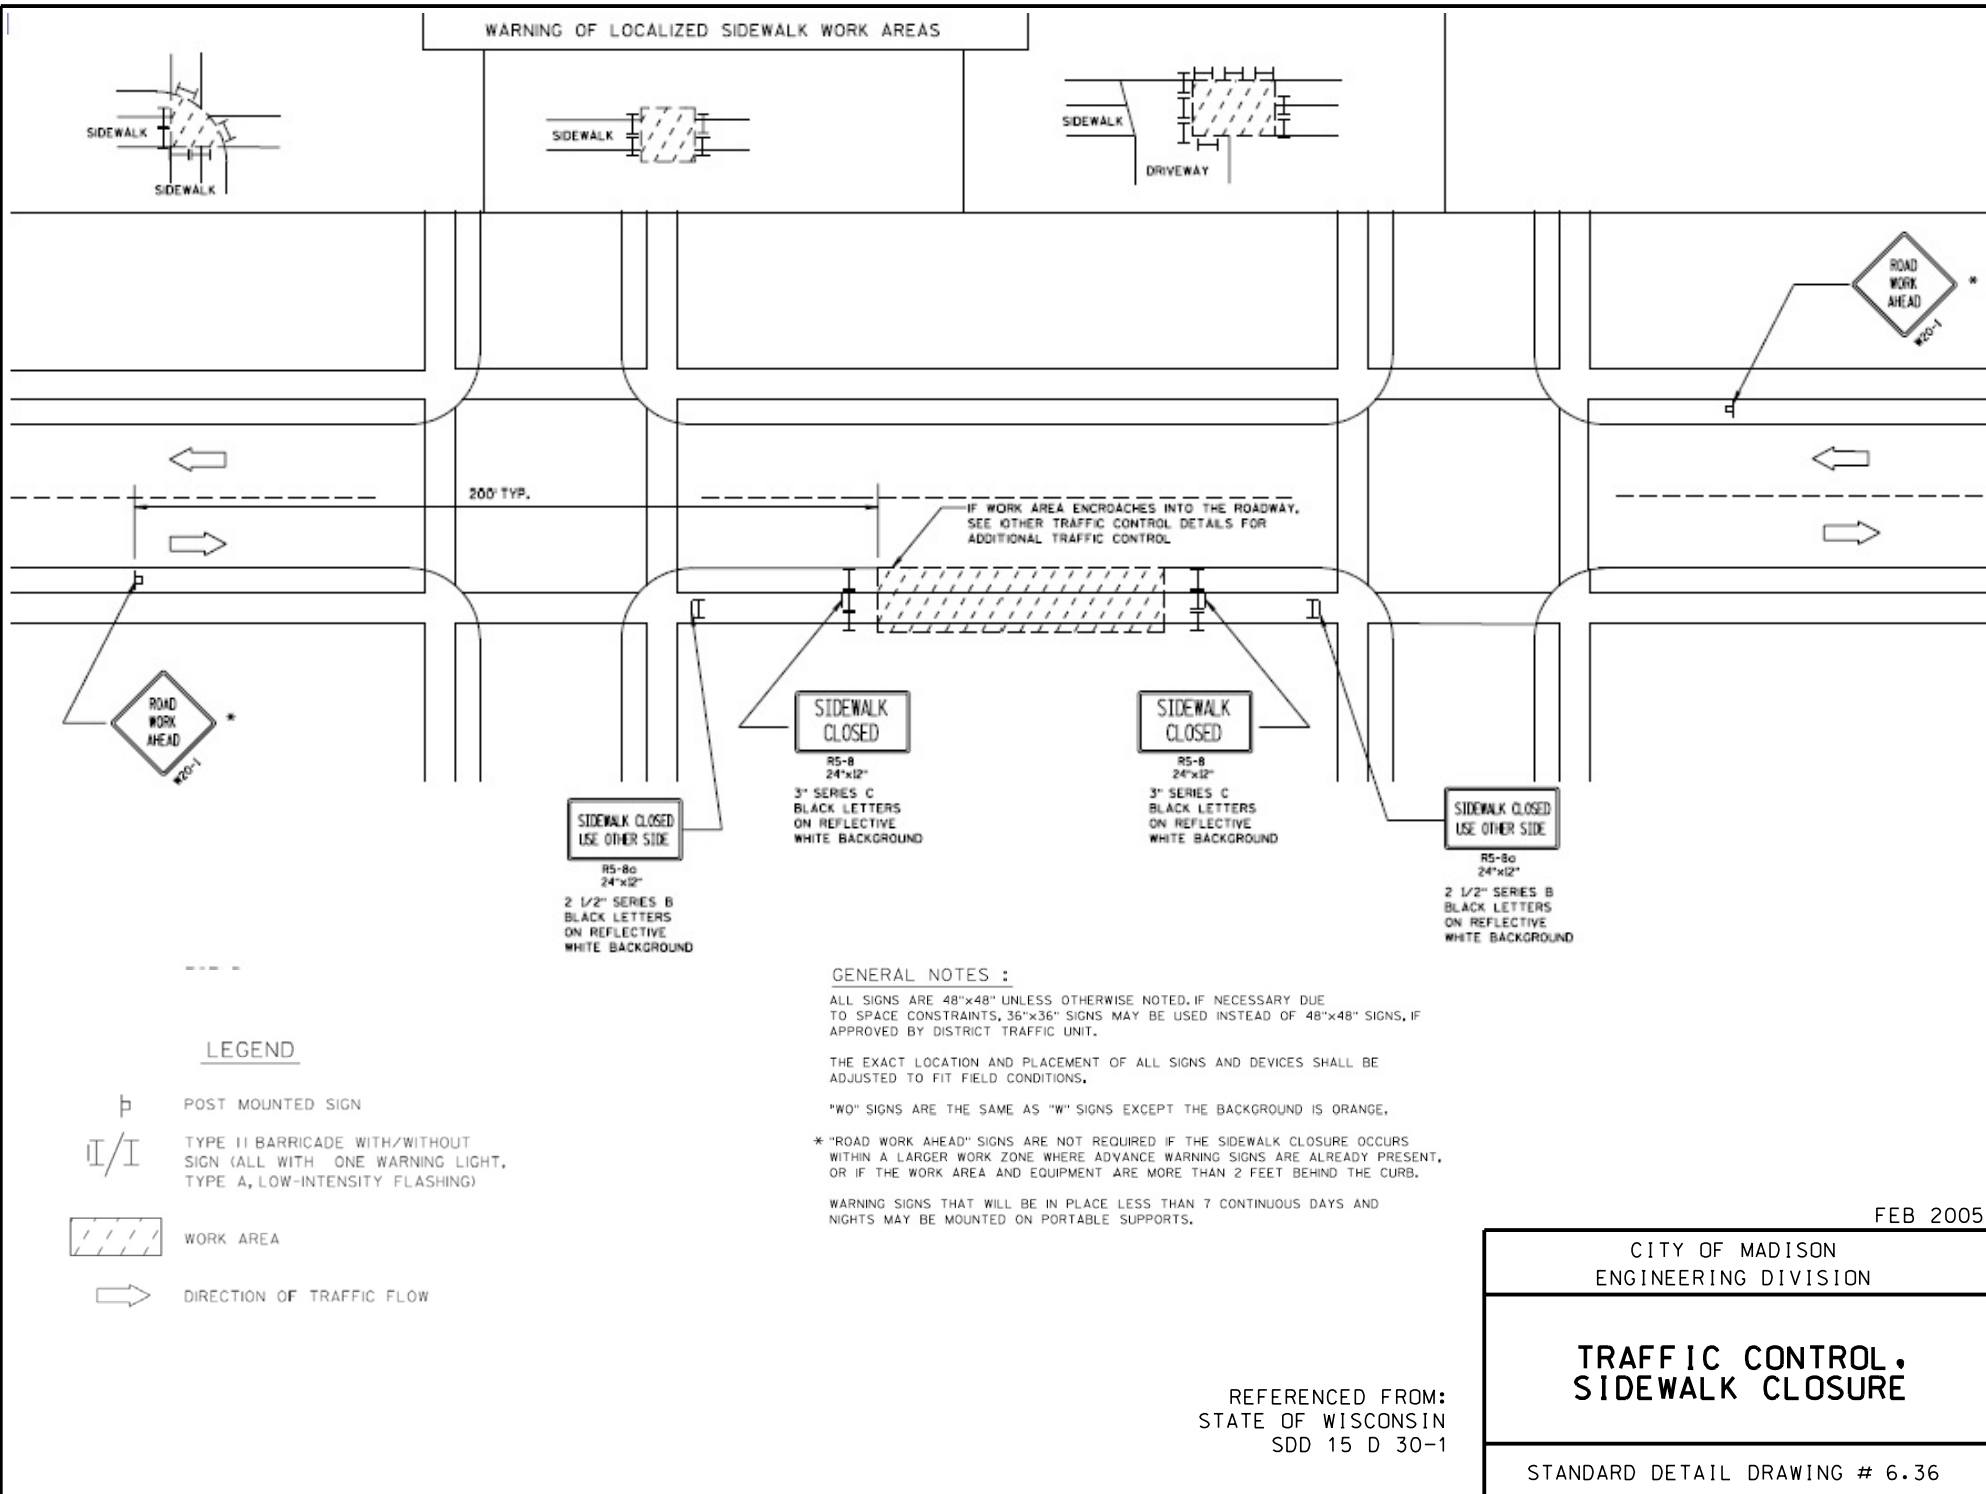 WARNING OF LOCALIZED SIDEWALK WORK AREAS
SIDEWALK
SIDEWALK
SIDEWALK
SIDEWALK
DRIVEWAY
ROAD
WORK
AHEAD
*
W20-1
200' TYP.
IF WORK AREA ENCROACHES INTO THE ROADWAY,
SEE OTHER TRAFFIC CONTROL DETAILS FOR
ADDITIONAL TRAFFIC CONTROL
ROAD
WORK
AHEAD
*
W20-1
SIDEWALK CLOSED
USE OTHER SIDE
R5-8a
24"x12"
2 1/2" SERIES B
BLACK LETTERS
ON REFLECTIVE
WHITE BACKGROUND
SIDEWALK
CLOSED
R5-8
24"x12"
3" SERIES C
BLACK LETTERS
ON REFLECTIVE
WHITE BACKGROUND
SIDEWALK
CLOSED
R5-8
24"x12"
3" SERIES C
BLACK LETTERS
ON REFLECTIVE
WHITE BACKGROUND
SIDEWALK CLOSED
USE OTHER SIDE
R5-8a
24"x12"
2 1/2" SERIES B
BLACK LETTERS
ON REFLECTIVE
WHITE BACKGROUND
LEGEND
POST MOUNTED SIGN
TYPE II BARRICADE WITH/WITHOUT
SIGN (ALL WITH ONE WARNING LIGHT,
TYPE A, LOW-INTENSITY FLASHING)
WORK AREA
DIRECTION OF TRAFFIC FLOW
GENERAL NOTES :
ALL SIGNS ARE 48"x48" UNLESS OTHERWISE NOTED. IF NECESSARY DUE
TO SPACE CONSTRAINTS, 36"x36" SIGNS MAY BE USED INSTEAD OF 48"x48" SIGNS, IF
APPROVED BY DISTRICT TRAFFIC UNIT.
THE EXACT LOCATION AND PLACEMENT OF ALL SIGNS AND DEVICES SHALL BE
ADJUSTED TO FIT FIELD CONDITIONS.
"WO" SIGNS ARE THE SAME AS "W" SIGNS EXCEPT THE BACKGROUND IS ORANGE.
* "ROAD WORK AHEAD" SIGNS ARE NOT REQUIRED IF THE SIDEWALK CLOSURE OCCURS
WITHIN A LARGER WORK ZONE WHERE ADVANCE WARNING SIGNS ARE ALREADY PRESENT,
OR IF THE WORK AREA AND EQUIPMENT ARE MORE THAN 2 FEET BEHIND THE CURB.
WARNING SIGNS THAT WILL BE IN PLACE LESS THAN 7 CONTINUOUS DAYS AND
NIGHTS MAY BE MOUNTED ON PORTABLE SUPPORTS.
FEB 2005
CITY OF MADISON
ENGINEERING DIVISION
TRAFFIC CONTROL,
SIDEWALK CLOSURE
REFERENCED FROM:
STATE OF WISCONSIN
SDD 15 D 30-1
STANDARD DETAIL DRAWING # 6.36